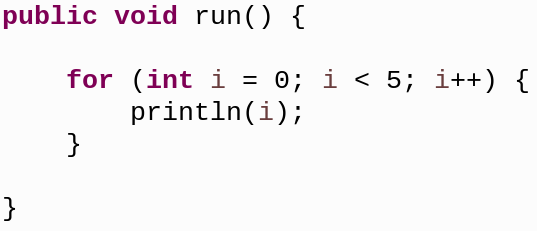 public void run() {
    for (int i = 0; i < 5; i++) {
        println(i);
    }
}